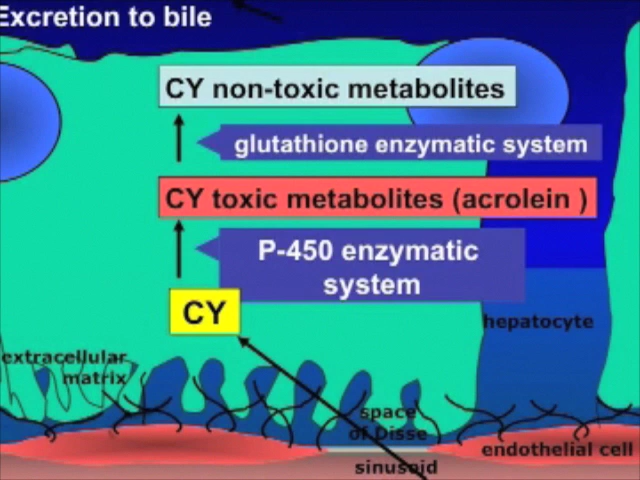 Excretion to bile
CY non-toxic metabolites
glutathione enzymatic system
CY toxic metabolites (acrolein )
P-450 enzymatic
system
CY
hepatocyte
extracellular
matrix
space
of Disse
endothelial cell
sinusoid